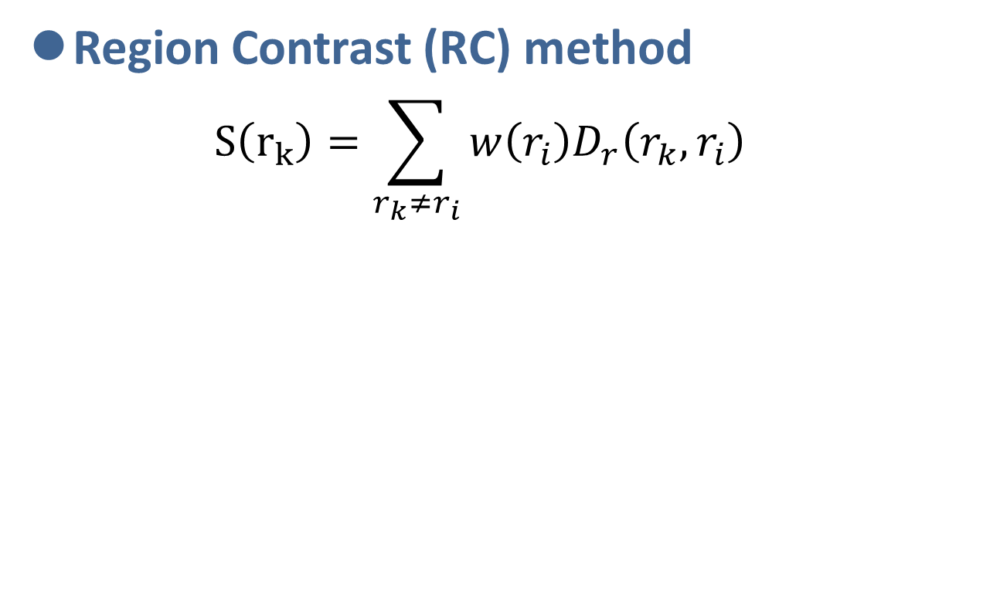 ● Region Contrast (RC) method
S(r_k) = ∑_{r_k≠r_i} w(r_i)D_r(r_k, r_i)